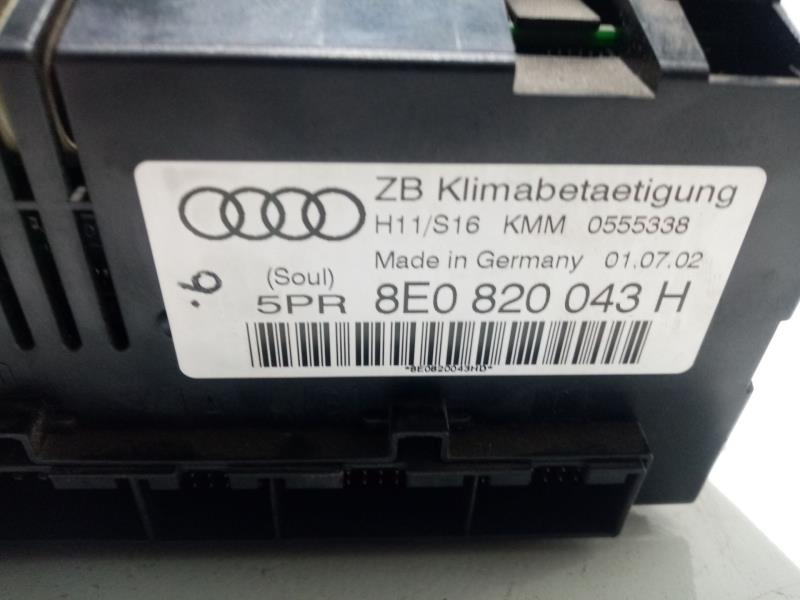 ZB Klimabetaetigung
H11/S16 KMM 0555338
Made in Germany 01.07.02
(Soul)
5PR 8E0 820 043 H
*8E0820043HD*